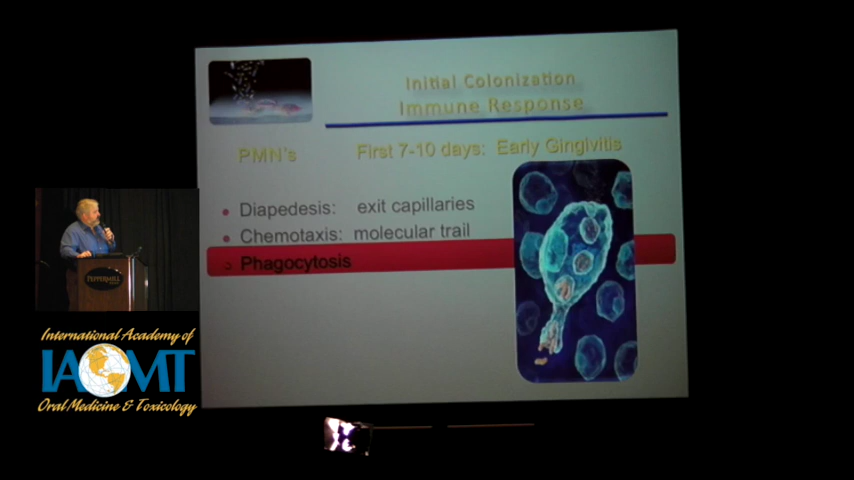 Initial Colonization
Immune Response
PMN's First 7-10 days: Early Gingivitis
Diapedesis: exit capillaries
Chemotaxis: molecular trail
Phagocytosis
PEPPERMILL
International Academy of
IAOMT
Oral Medicine & Toxicology